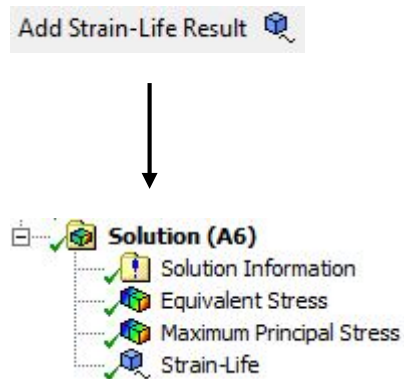 Add Strain-Life Result
Solution (A6)
Solution Information
Equivalent Stress
Maximum Principal Stress
Strain-Life